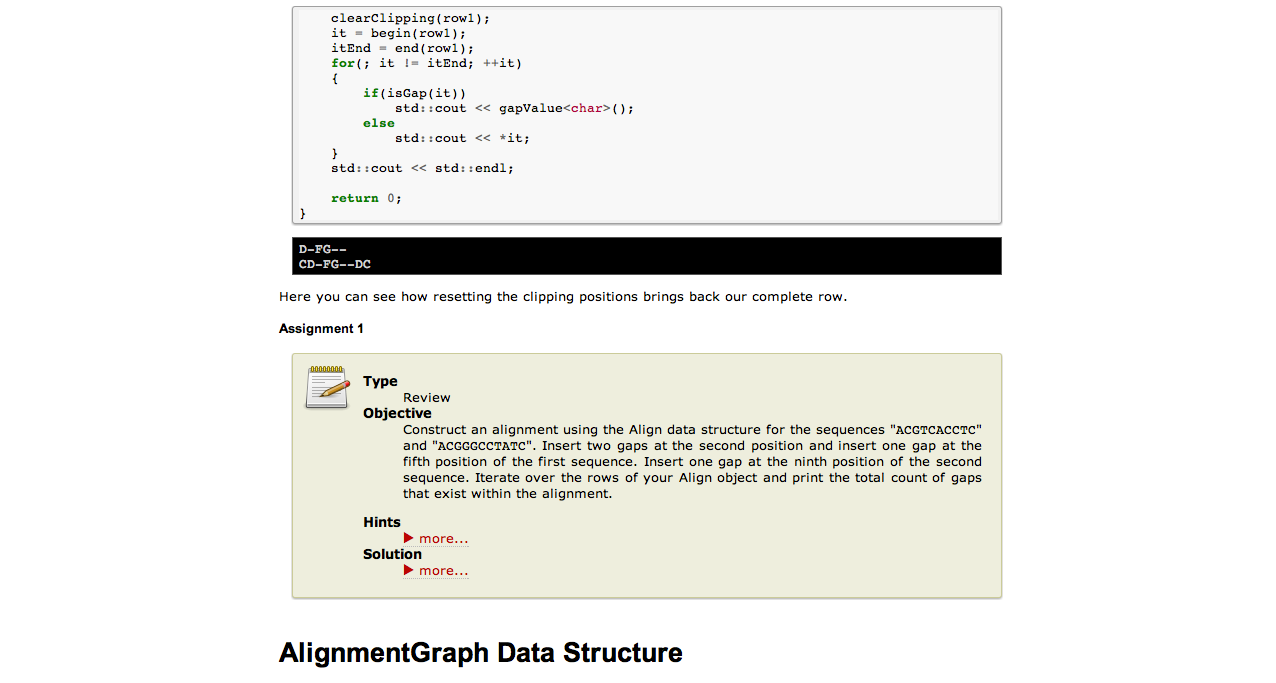 clearClipping(row1);
it = begin(row1);
itEnd = end(row1);
for(; it != itEnd; ++it)
{
if(isGap(it))
std::cout << gapValue<char>();
else
std::cout << *it;
}
std::cout << std::endl;
return 0;
}
D-FG--
CD-FG--DC
Here you can see how resetting the clipping positions brings back our complete row.
Assignment 1
Type
Review
Objective
Construct an alignment using the Align data structure for the sequences "ACGTCACCTC"
and "ACGGGCCTATC". Insert two gaps at the second position and insert one gap at the
fifth position of the first sequence. Insert one gap at the ninth position of the second
sequence. Iterate over the rows of your Align object and print the total count of gaps
that exist within the alignment.
Hints
more...
Solution
more...
AlignmentGraph Data Structure